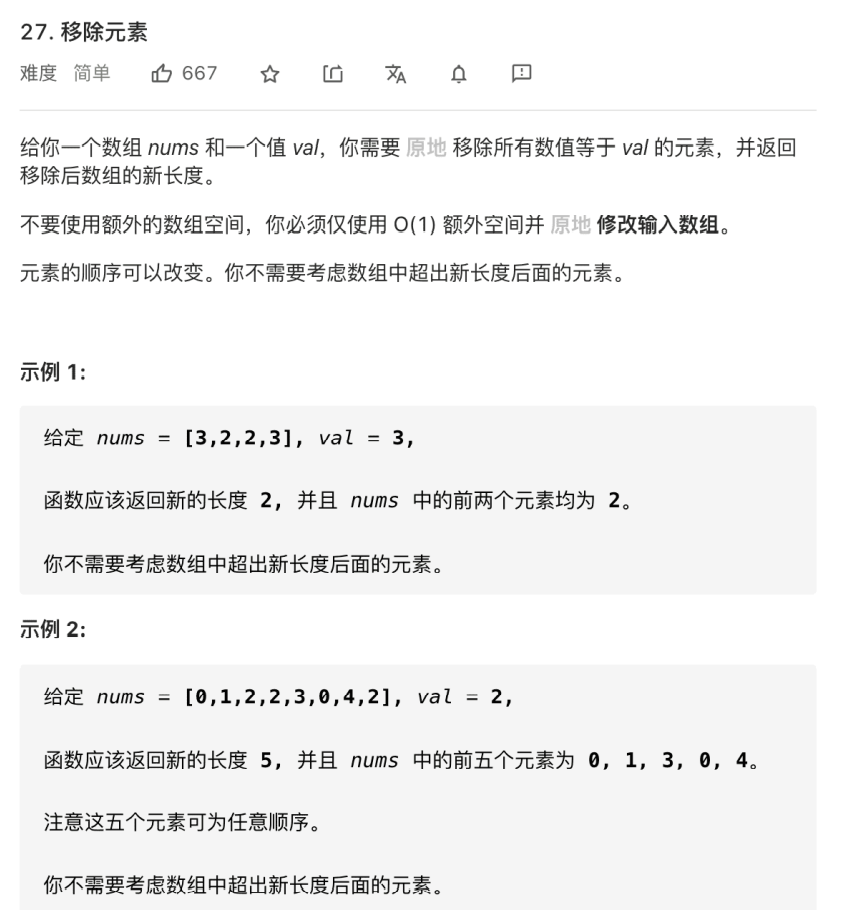 27. 移除元素
难度 简单 667
给你一个数组 nums 和一个值 val，你需要 原地 移除所有数值等于 val 的元素，并返回
移除后数组的新长度。
不要使用额外的数组空间，你必须仅使用 O(1) 额外空间并 原地 修改输入数组。
元素的顺序可以改变。你不需要考虑数组中超出新长度后面的元素。
示例 1:
给定 nums = [3,2,2,3], val = 3,
函数应该返回新的长度 2, 并且 nums 中的前两个元素均为 2。
你不需要考虑数组中超出新长度后面的元素。
示例 2:
给定 nums = [0,1,2,2,3,0,4,2], val = 2,
函数应该返回新的长度 5, 并且 nums 中的前五个元素为 0, 1, 3, 0, 4。
注意这五个元素可为任意顺序。
你不需要考虑数组中超出新长度后面的元素。